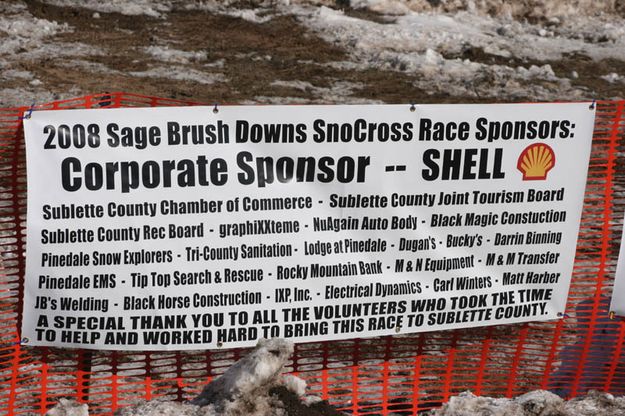 2008 Sage Brush Downs SnoCross Race Sponsors:
Corporate Sponsor -- SHELL
Sublette County Chamber of Commerce - Sublette County Joint Tourism Board
Sublette County Rec Board - graphiXXteme - NuAgain Auto Body - Black Magic Constuction
Pinedale Snow Explorers - Tri-County Sanitation - Lodge at Pinedale - Dugan's - Bucky's - Darrin Binning
Pinedale EMS - Tip Top Search & Rescue - Rocky Mountain Bank - M & N Equipment - M & M Transfer
JB's Welding - Black Horse Construction - IXP, Inc. - Electrical Dynamics - Carl Winters - Matt Harber
A SPECIAL THANK YOU TO ALL THE VOLUNTEERS WHO TOOK THE TIME
TO HELP AND WORKED HARD TO BRING THIS RACE TO SUBLETTE COUNTY.